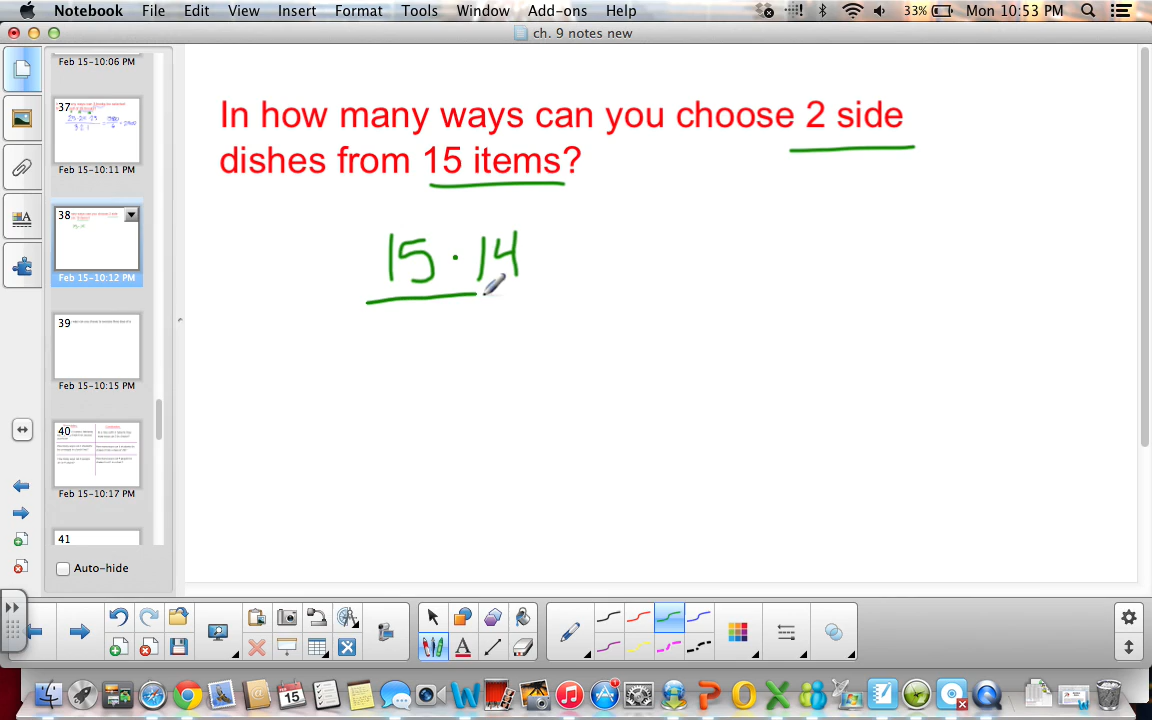 Notebook File Edit View Insert Format Tools Window Add-ons Help 33% Mon 10:53 PM
ch. 9 notes new
Feb 15–10:06 PM
37
Feb 15–10:11 PM
38
Feb 15–10:12 PM
39
Feb 15–10:15 PM
40
Feb 15–10:17 PM
41
Auto-hide
In how many ways can you choose 2 side
dishes from 15 items?
15 · 14